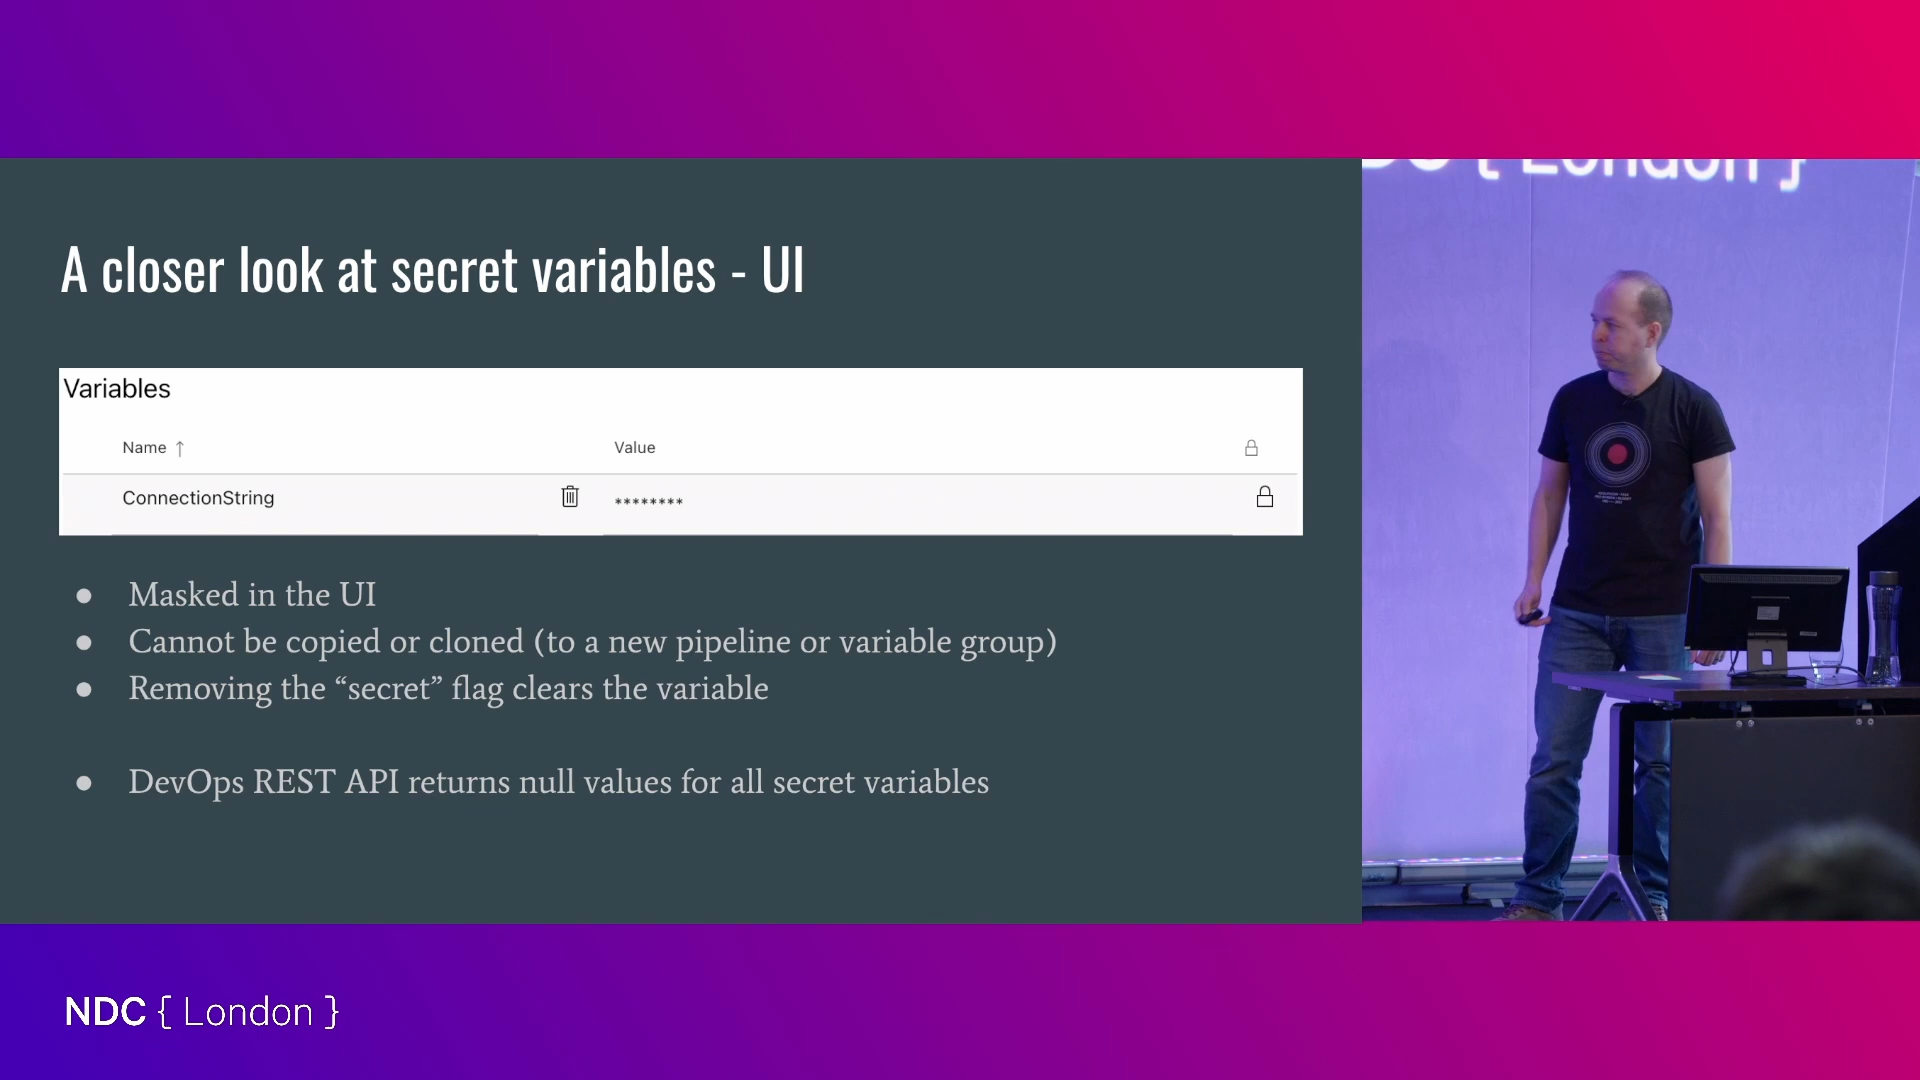 { London }
A closer look at secret variables - UI
Variables
Name ↑ Value
ConnectionString ********
● Masked in the UI
● Cannot be copied or cloned (to a new pipeline or variable group)
● Removing the “secret” flag clears the variable
● DevOps REST API returns null values for all secret variables
NDC { London }